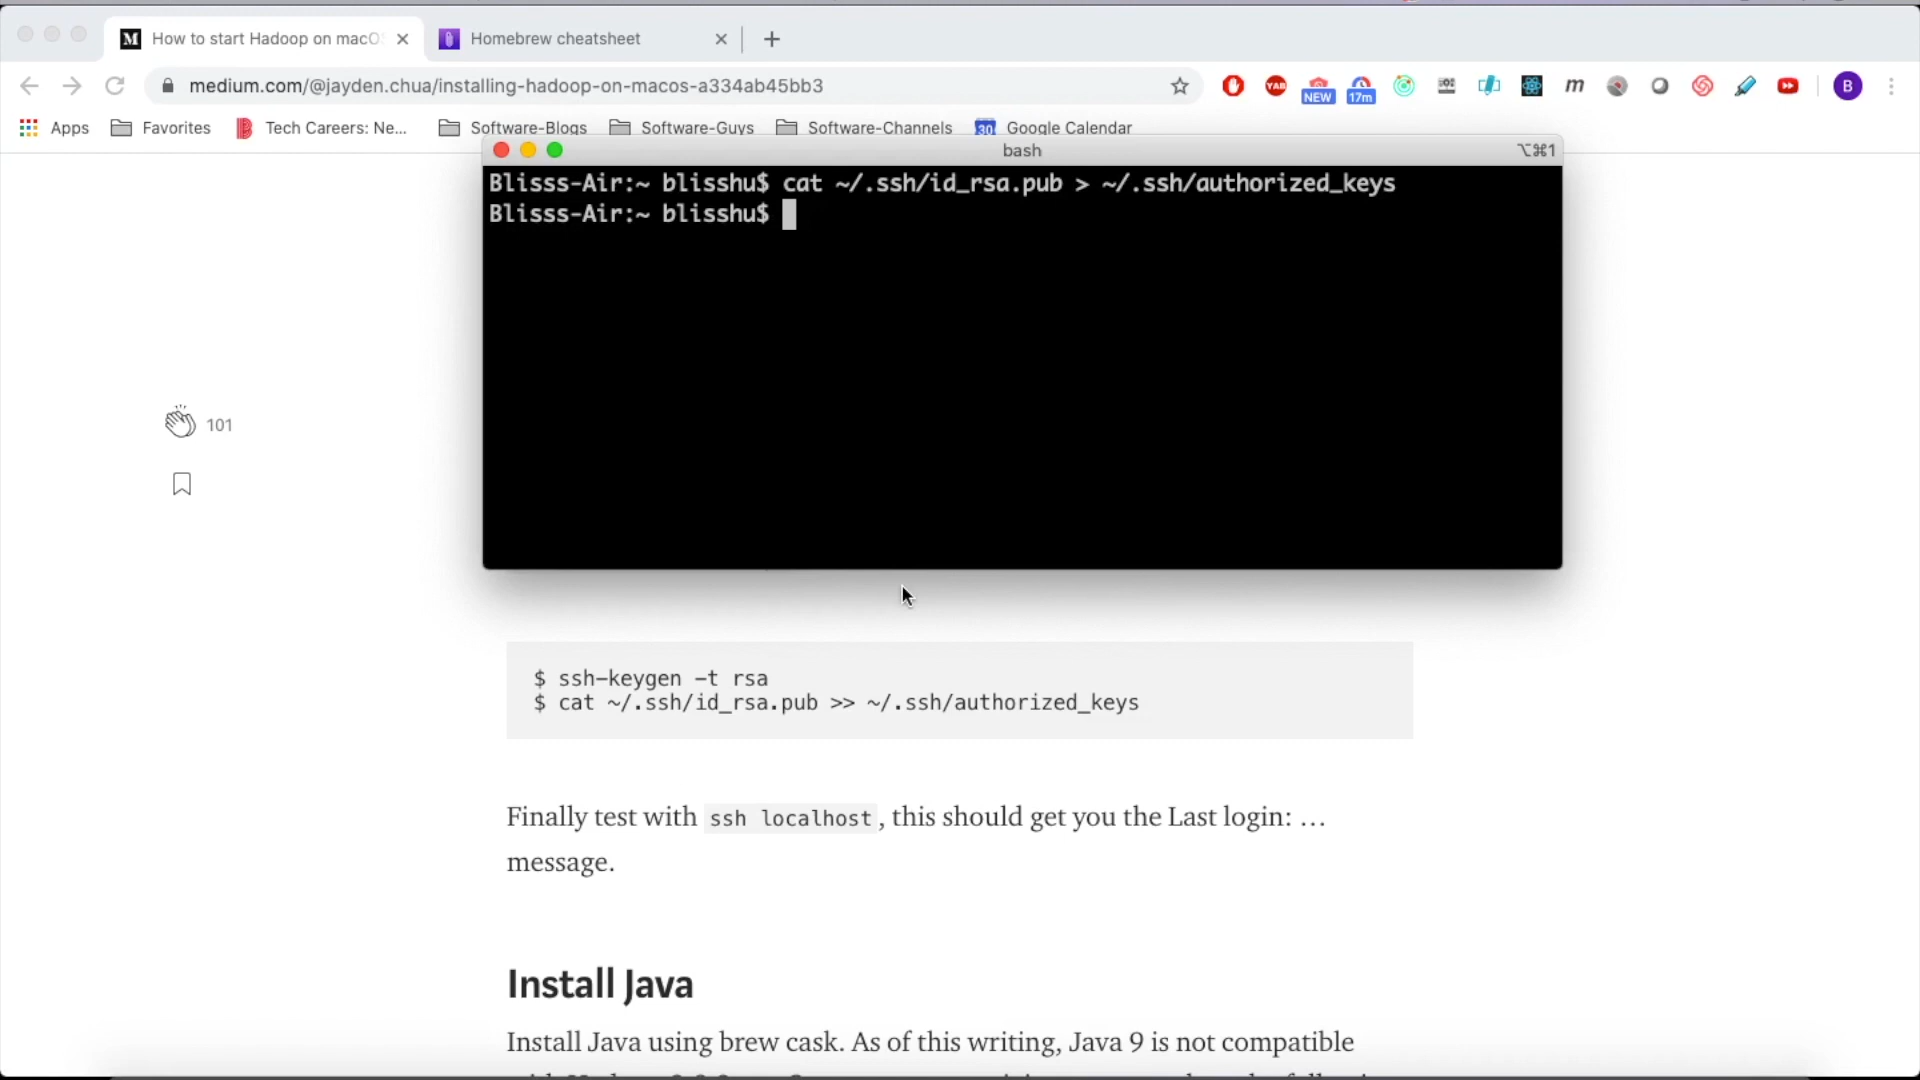 How to start Hadoop on macO
Homebrew cheatsheet
medium.com/@jayden.chua/installing-hadoop-on-macos-a334ab45bb3
NEW
17m
B
Apps
Favorites
Tech Careers: Ne...
Software-Blogs
Software-Guys
Software-Channels
30
Google Calendar
bash
⌥⌘1
Blisss-Air:~ blisshu$ cat ~/.ssh/id_rsa.pub > ~/.ssh/authorized_keys
Blisss-Air:~ blisshu$
101
$ ssh-keygen -t rsa
$ cat ~/.ssh/id_rsa.pub >> ~/.ssh/authorized_keys
Finally test with ssh localhost, this should get you the Last login: …
message.
Install Java
Install Java using brew cask. As of this writing, Java 9 is not compatible